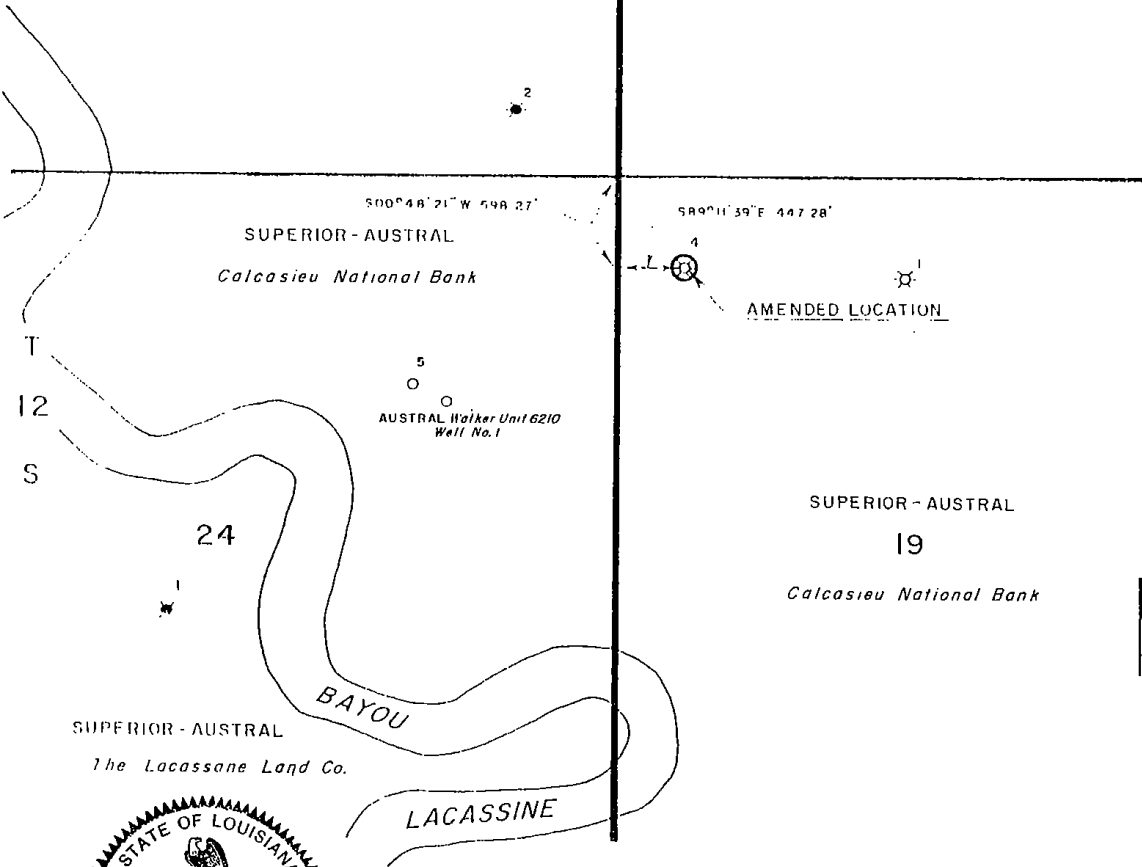 2
S00°48'21"W 598.27'
S89°11'39"E 447.28'
SUPERIOR - AUSTRAL
Calcasieu National Bank
4
1
AMENDED LOCATION
T
12
S
5
AUSTRAL Walker Unit 6210
Well No. 1
24
SUPERIOR - AUSTRAL
19
Calcasieu National Bank
1
BAYOU
SUPERIOR - AUSTRAL
The Lacassane Land Co.
LACASSINE
STATE OF LOUISIANA